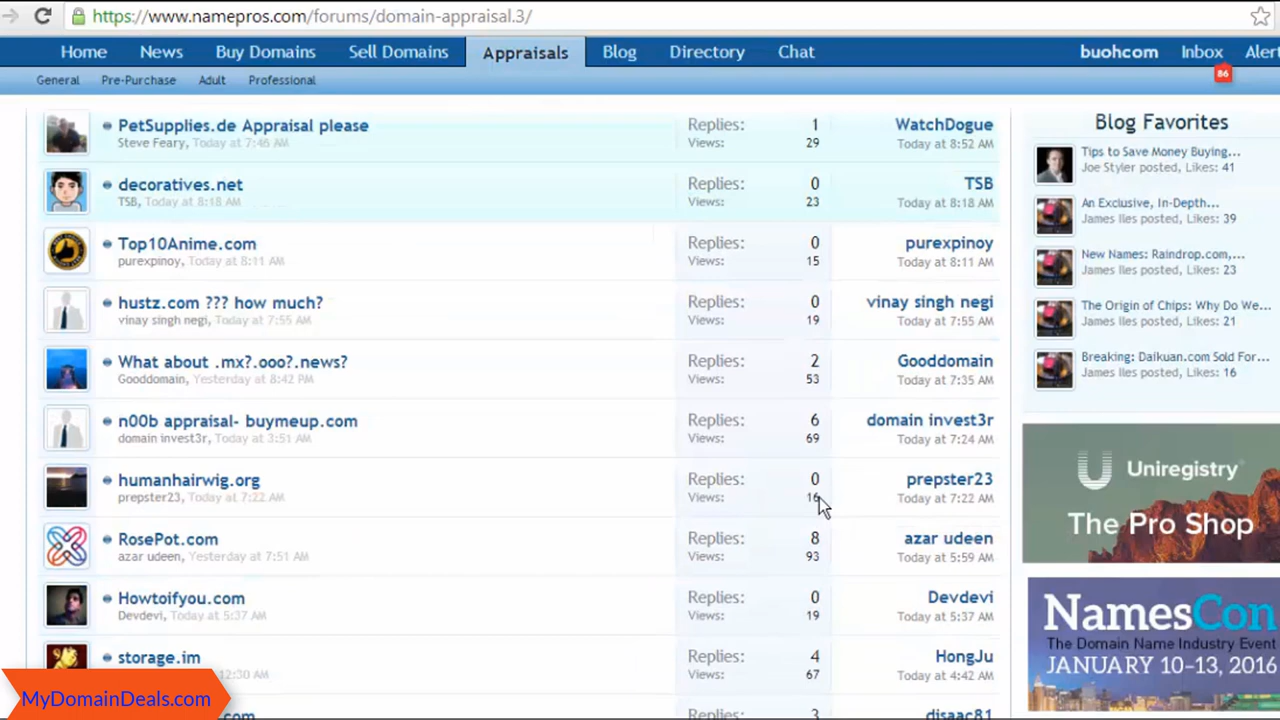 https://www.namepros.com/forums/domain-appraisal.3/
Home News Buy Domains Sell Domains Appraisals Blog Directory Chat buohcom Inbox Alert
86
General Pre-Purchase Adult Professional
PetSupplies.de Appraisal please Replies: 1 WatchDogue
Steve Feary, Today at 7:46 AM Views: 29 Today at 8:52 AM
decoratives.net Replies: 0 TSB
TSB, Today at 8:18 AM Views: 23 Today at 8:18 AM
Top10Anime.com Replies: 0 purexpinoy
purexpinoy, Today at 8:11 AM Views: 15 Today at 8:11 AM
hustz.com ??? how much? Replies: 0 vinay singh negi
vinay singh negi, Today at 7:55 AM Views: 19 Today at 7:55 AM
What about .mx?.ooo?.news? Replies: 2 Gooddomain
Gooddomain, Yesterday at 8:42 PM Views: 53 Today at 7:35 AM
n00b appraisal- buymeup.com Replies: 6 domain invest3r
domain invest3r, Today at 3:51 AM Views: 69 Today at 7:24 AM
humanhairwig.org Replies: 0 prepster23
prepster23, Today at 7:22 AM Views: 16 Today at 7:22 AM
RosePot.com Replies: 8 azar udeen
azar udeen, Yesterday at 7:51 AM Views: 93 Today at 5:59 AM
Howtoifyou.com Replies: 0 Devdevi
Devdevi, Today at 5:37 AM Views: 19 Today at 5:37 AM
storage.im Replies: 4 HongJu
12:30 AM Views: 67 Today at 4:42 AM
.com Replies: 3 disaac81
Blog Favorites
Tips to Save Money Buying...
Joe Styler posted, Likes: 41
An Exclusive, In-Depth...
James Iles posted, Likes: 39
New Names: Raindrop.com,...
James Iles posted, Likes: 23
The Origin of Chips: Why Do We...
James Iles posted, Likes: 21
Breaking: Daikuan.com Sold For...
James Iles posted, Likes: 16
Uniregistry
The Pro Shop
NamesCon
The Domain Name Industry Event
JANUARY 10-13, 2016
MyDomainDeals.com